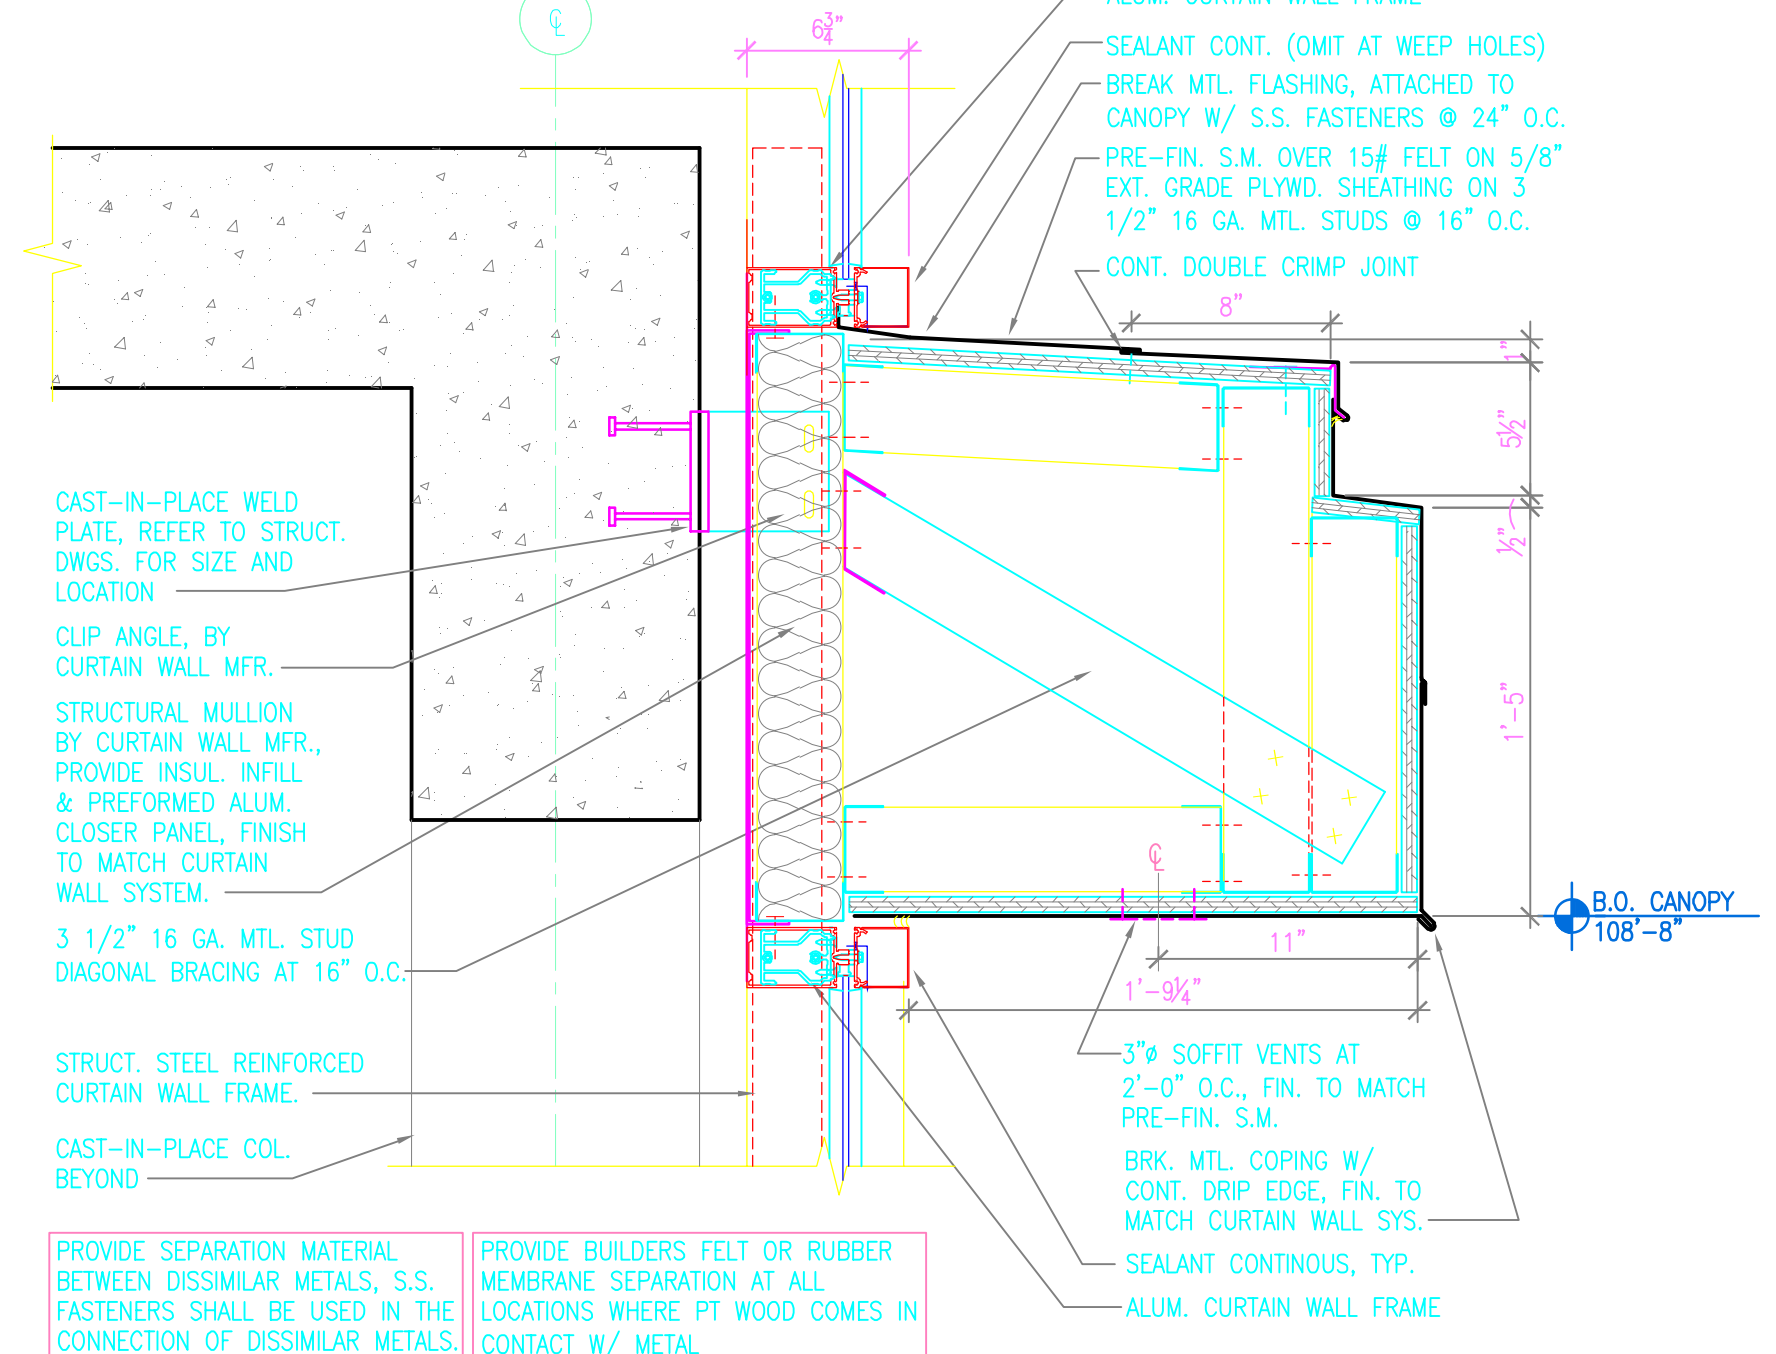 ℄
6¾"
ALUM. CURTAIN WALL FRAME
SEALANT CONT. (OMIT AT WEEP HOLES)
BREAK MTL. FLASHING, ATTACHED TO
CANOPY W/ S.S. FASTENERS @ 24" O.C.
PRE-FIN. S.M. OVER 15# FELT ON 5/8"
EXT. GRADE PLYWD. SHEATHING ON 3
1/2" 16 GA. MTL. STUDS @ 16" O.C.
CONT. DOUBLE CRIMP JOINT
8"
1"
5½"
½"
1'-5"
CAST-IN-PLACE WELD
PLATE, REFER TO STRUCT.
DWGS. FOR SIZE AND
LOCATION
CLIP ANGLE, BY
CURTAIN WALL MFR.
STRUCTURAL MULLION
BY CURTAIN WALL MFR.,
PROVIDE INSUL. INFILL
& PREFORMED ALUM.
CLOSER PANEL, FINISH
TO MATCH CURTAIN
WALL SYSTEM.
3 1/2" 16 GA. MTL. STUD
DIAGONAL BRACING AT 16" O.C.
STRUCT. STEEL REINFORCED
CURTAIN WALL FRAME.
CAST-IN-PLACE COL.
BEYOND
℄
B.O. CANOPY
108'-8"
11"
1'-9¼"
3"ø SOFFIT VENTS AT
2'-0" O.C., FIN. TO MATCH
PRE-FIN. S.M.
BRK. MTL. COPING W/
CONT. DRIP EDGE, FIN. TO
MATCH CURTAIN WALL SYS.
SEALANT CONTINOUS, TYP.
ALUM. CURTAIN WALL FRAME
PROVIDE SEPARATION MATERIAL
BETWEEN DISSIMILAR METALS, S.S.
FASTENERS SHALL BE USED IN THE
CONNECTION OF DISSIMILAR METALS.
PROVIDE BUILDERS FELT OR RUBBER
MEMBRANE SEPARATION AT ALL
LOCATIONS WHERE PT WOOD COMES IN
CONTACT W/ METAL